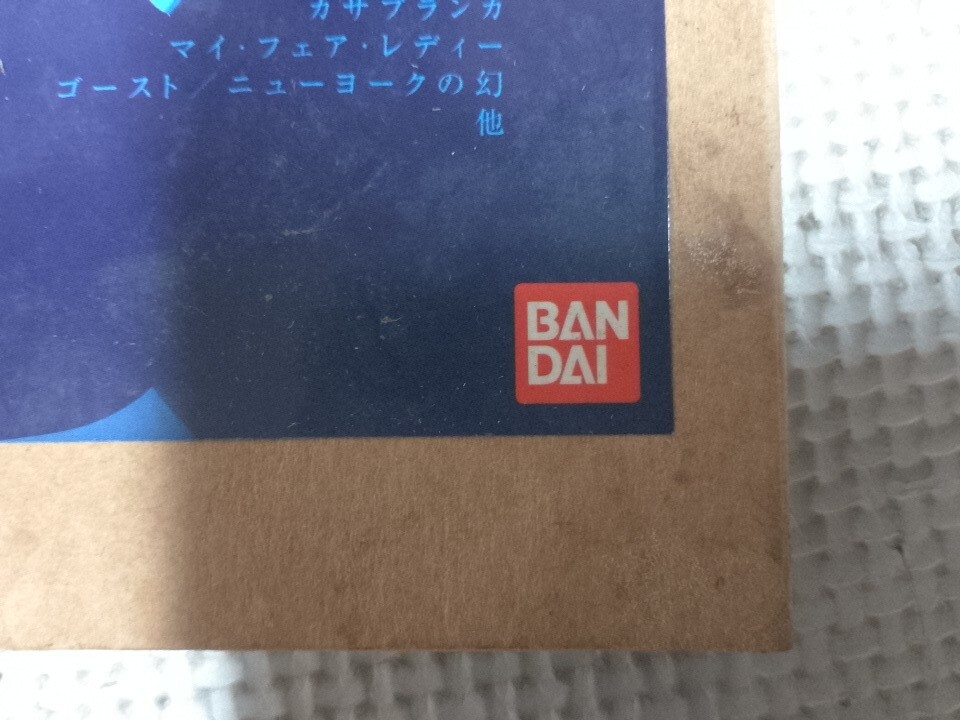 カサブランカ
マイ・フェア・レディー
ゴースト／ニューヨークの幻
他
BAN
DAI